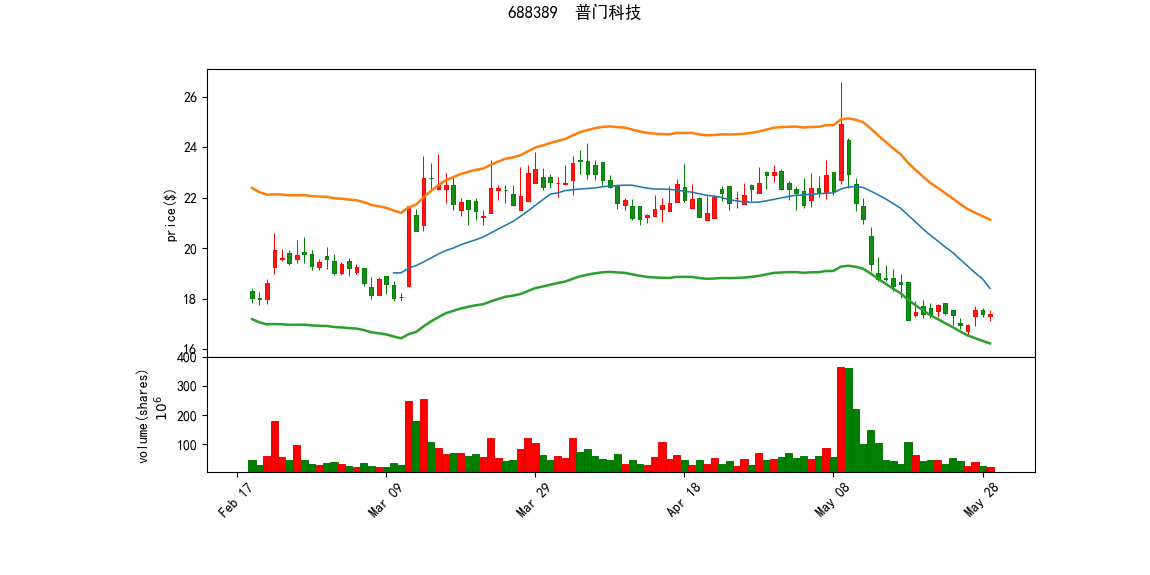 688389 普门科技
26
24
22
20
18
16
price($)
400
300
200
100
volume(shares)
10^6
Feb 17
Mar 09
Mar 29
Apr 18
May 08
May 28